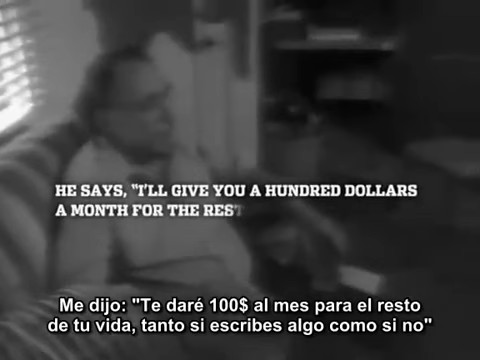 HE SAYS, "I'LL GIVE YOU A HUNDRED DOLLARS
A MONTH FOR THE REST
Me dijo: "Te daré 100$ al mes para el resto
de tu vida, tanto si escribes algo como si no"